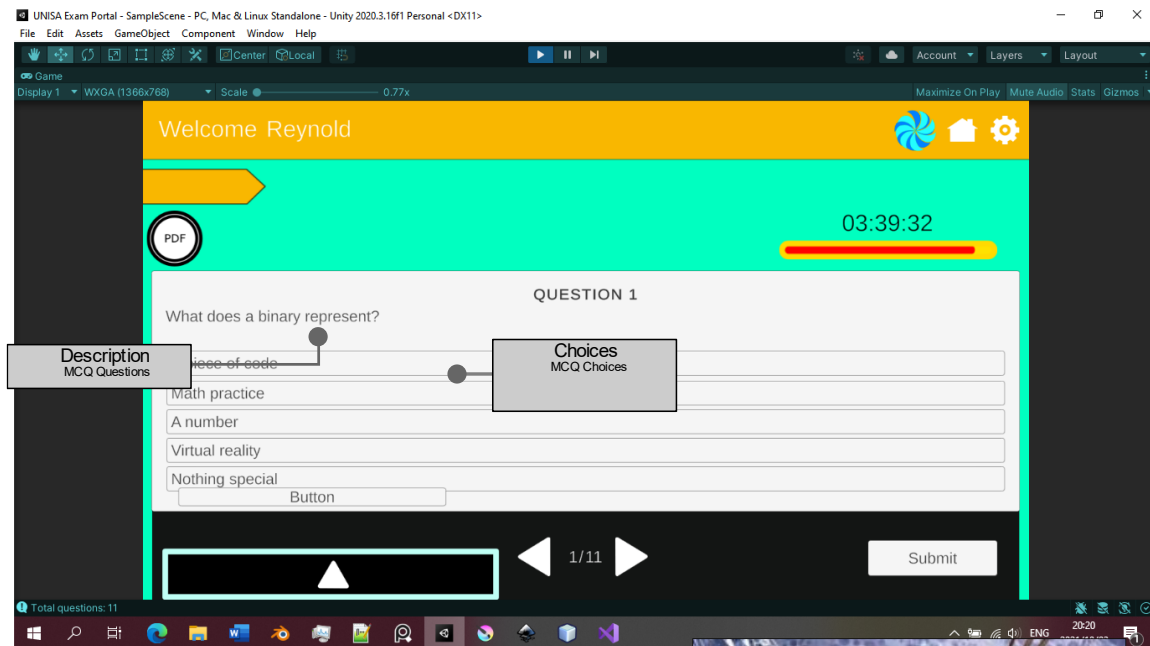 UNISA Exam Portal - SampleScene - PC, Mac & Linux Standalone - Unity 2020.3.16f1 Personal <DX11>
File Edit Assets GameObject Component Window Help
Center Local Account Layers Layout
Game
Display 1 WXGA (1366x768) Scale 0.77x Maximize On Play Mute Audio Stats Gizmos
Welcome Reynold
03:39:32
PDF
QUESTION 1
What does a binary represent?
Description
MCQ Questions
piece of code
Choices
MCQ Choices
Math practice
A number
Virtual reality
Nothing special
Button
1/11
Submit
Total questions: 11
ENG
20:20